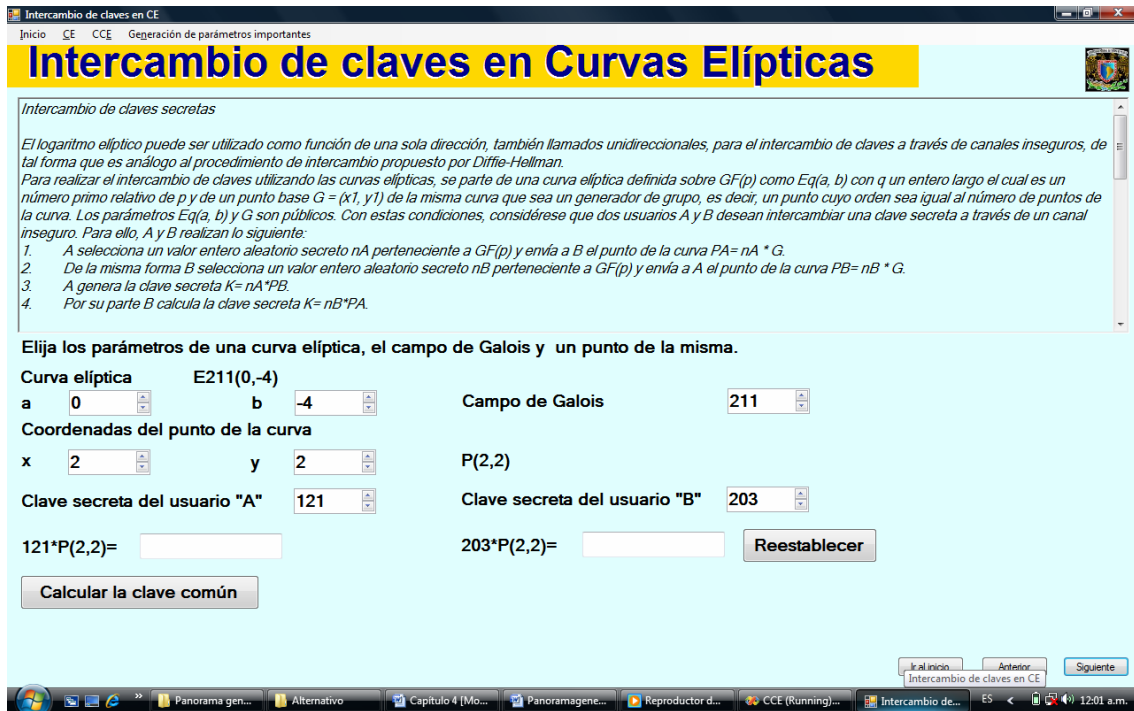 Intercambio de claves en CE
Inicio CE CCE Generación de parámetros importantes
Intercambio de claves en Curvas Elípticas
Intercambio de claves secretas
El logaritmo elíptico puede ser utilizado como función de una sola dirección, también llamados unidireccionales, para el intercambio de claves a través de canales inseguros, de
tal forma que es análogo al procedimiento de intercambio propuesto por Diffie-Hellman.
Para realizar el intercambio de claves utilizando las curvas elípticas, se parte de una curva elíptica definida sobre GF(p) como Eq(a, b) con q un entero largo el cual es un
número primo relativo de p y de un punto base G = (x1, y1) de la misma curva que sea un generador de grupo, es decir, un punto cuyo orden sea igual al número de puntos de
la curva. Los parámetros Eq(a, b) y G son públicos. Con estas condiciones, considérese que dos usuarios A y B desean intercambiar una clave secreta a través de un canal
inseguro. Para ello, A y B realizan lo siguiente:
1. A selecciona un valor entero aleatorio secreto nA perteneciente a GF(p) y envía a B el punto de la curva PA= nA * G.
2. De la misma forma B selecciona un valor entero aleatorio secreto nB perteneciente a GF(p) y envía a A el punto de la curva PB= nB * G.
3. A genera la clave secreta K= nA*PB.
4. Por su parte B calcula la clave secreta K= nB*PA.
Elija los parámetros de una curva elíptica, el campo de Galois y un punto de la misma.
Curva elíptica E211(0,-4)
a 0 b -4 Campo de Galois 211
Coordenadas del punto de la curva
x 2 y 2 P(2,2)
Clave secreta del usuario "A" 121 Clave secreta del usuario "B" 203
121*P(2,2)= 203*P(2,2)= Reestablecer
Calcular la clave común
Ir al inicio Anterior Siguiente
Intercambio de claves en CE
Panorama gen... Alternativo Capítulo 4 [Mo... Panoramagene... Reproductor d... CCE (Running)... Intercambio de... ES 12:01 a.m.